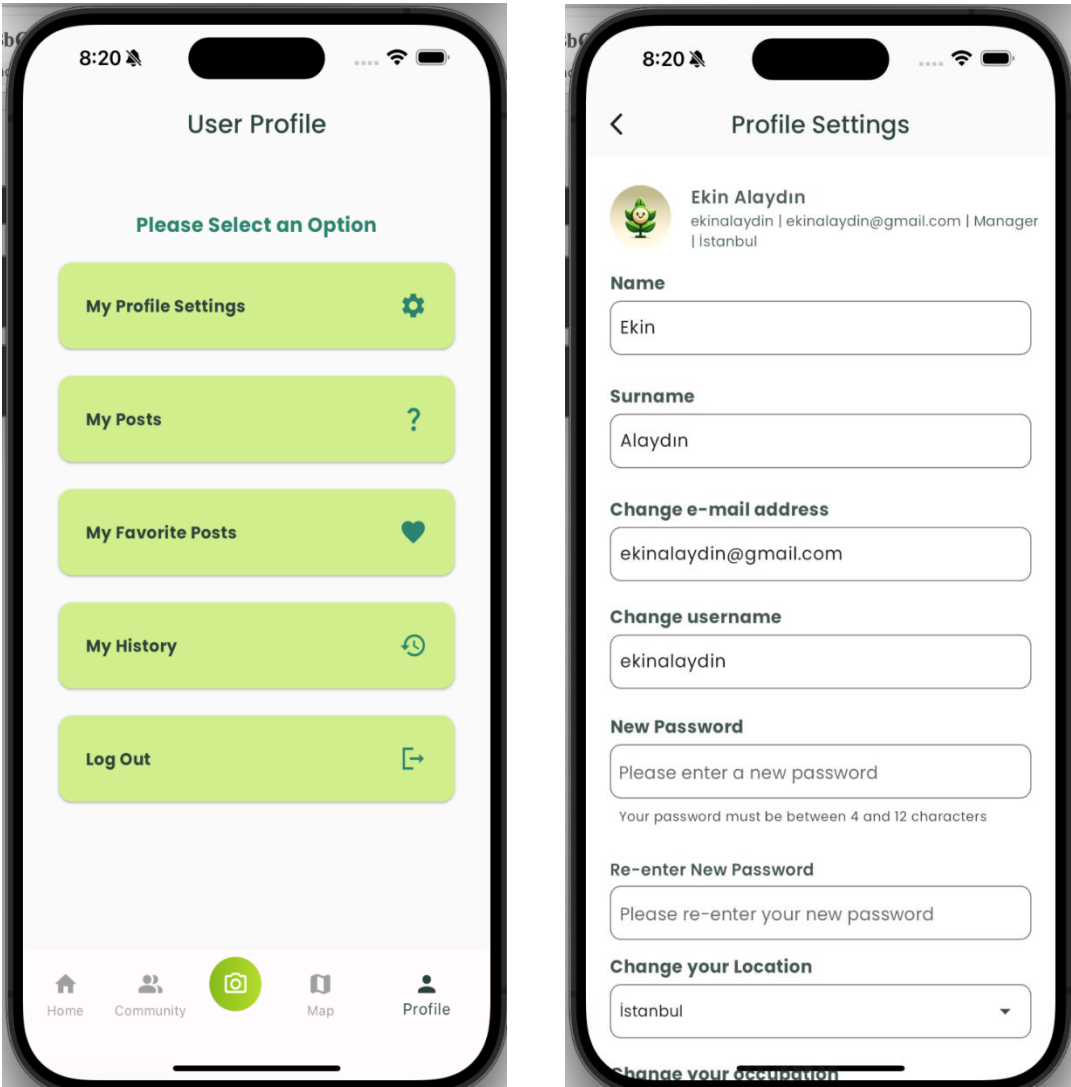 8:20
User Profile
Please Select an Option
My Profile Settings
My Posts
?
My Favorite Posts
My History
Log Out
Home
Community
Map
Profile
8:20
Profile Settings
Ekin Alaydın
ekinalaydin | ekinalaydin@gmail.com | Manager
| İstanbul
Name
Ekin
Surname
Alaydın
Change e-mail address
ekinalaydin@gmail.com
Change username
ekinalaydin
New Password
Please enter a new password
Your password must be between 4 and 12 characters
Re-enter New Password
Please re-enter your new password
Change your Location
İstanbul
Change your occupation